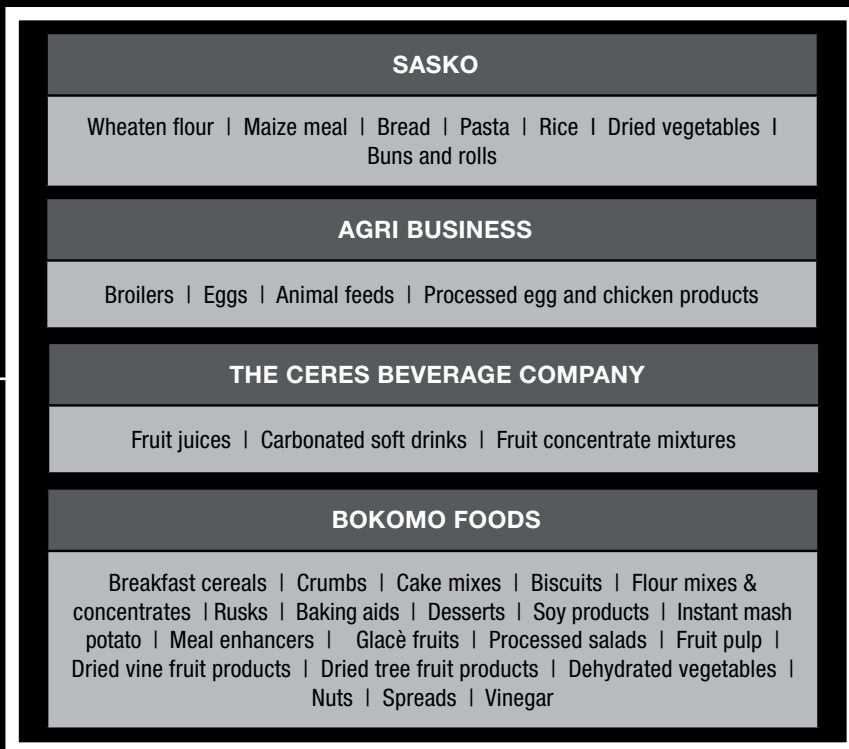 SASKO
Wheaten flour | Maize meal | Bread | Pasta | Rice I Dried vegetables I
Buns and rolls
AGRI BUSINESS
Broilers | Eggs | Animal feeds | Processed egg and chicken products
THE CERES BEVERAGE COMPANY
Fruit juices | Carbonated soft drinks | Fruit concentrate mixtures
BOKOMO FOODS
Breakfast cereals | Crumbs | Cake mixes | Biscuits | Flour mixes &
concentrates | Rusks | Baking aids | Desserts | Soy products | Instant mash
potato | Meal enhancers | Glacè fruits | Processed salads | Fruit pulp |
Dried vine fruit products | Dried tree fruit products | Dehydrated vegetables |
Nuts | Spreads | Vinegar